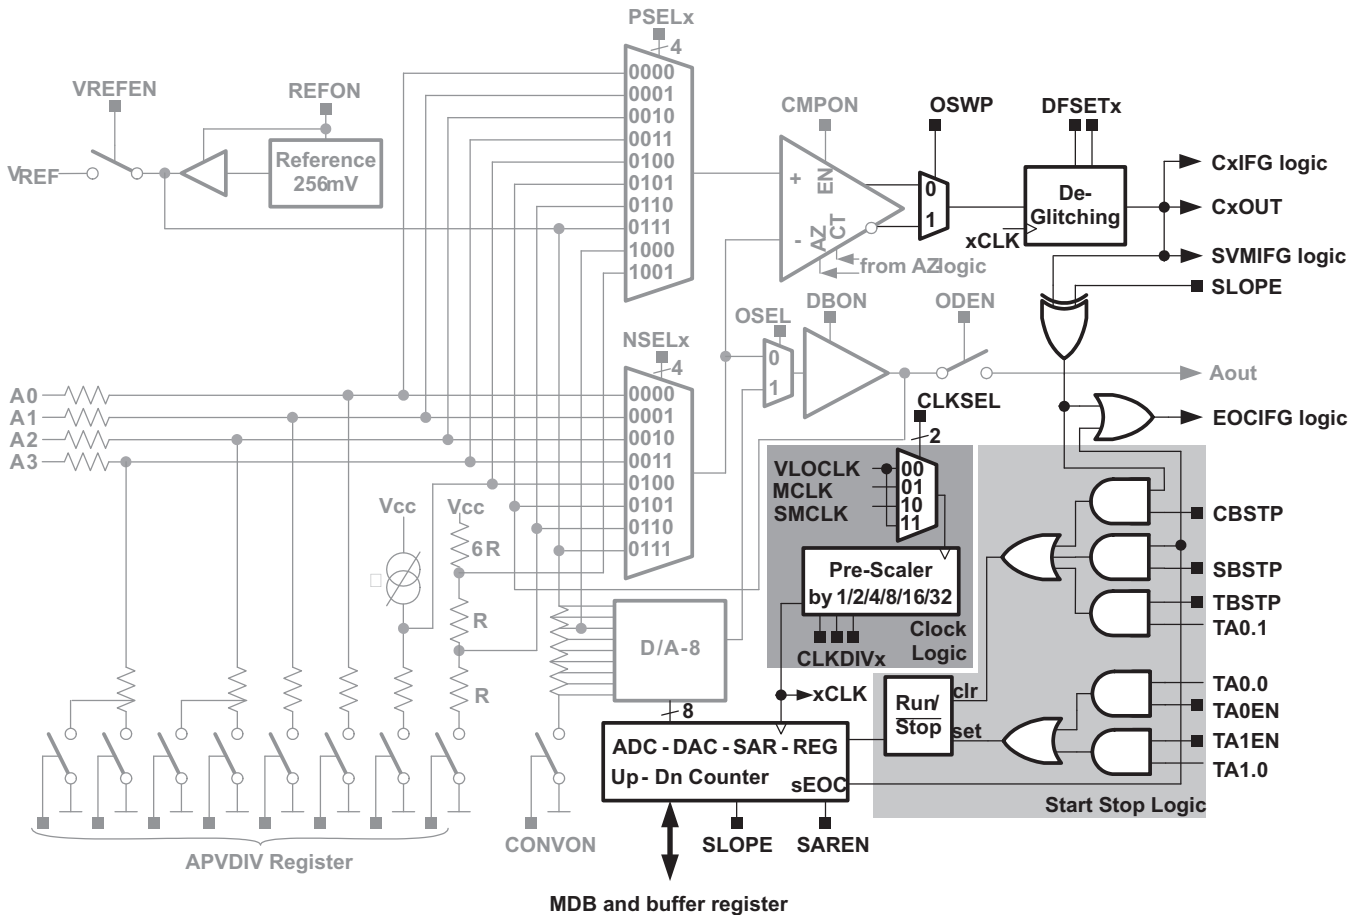 PSELx
4
VREFEN
REFON
0000
0001
0010
0011
0100
0101
0110
0111
1000
1001
CMPON
OSWP
DFSETx
VREF
Reference
256mV
+
EN
-
AZ
CT
0
1
De-
Glitching
xCLK
CxIFG logic
CxOUT
SVMIFG logic
SLOPE
from AZ logic
NSELx
4
OSEL
DBON
ODEN
0
1
Aout
A0
A1
A2
A3
0000
0001
0010
0011
0100
0101
0110
0111
CLKSEL
2
EOCIFG logic
VLOCLK
MCLK
SMCLK
00
01
10
11
Vcc
Vcc
6R
R
R
CBSTP
SBSTP
TBSTP
TA0.1
Pre-Scaler
by 1/2/4/8/16/32
Clock
Logic
CLKDIVx
D/A-8
8
xCLK
Run/
Stop
clr
set
TA0.0
TA0EN
TA1EN
TA1.0
ADC - DAC - SAR - REG
Up - Dn Counter
sEOC
Start Stop Logic
APVDIV Register
CONVON
SLOPE
SAREN
MDB and buffer register